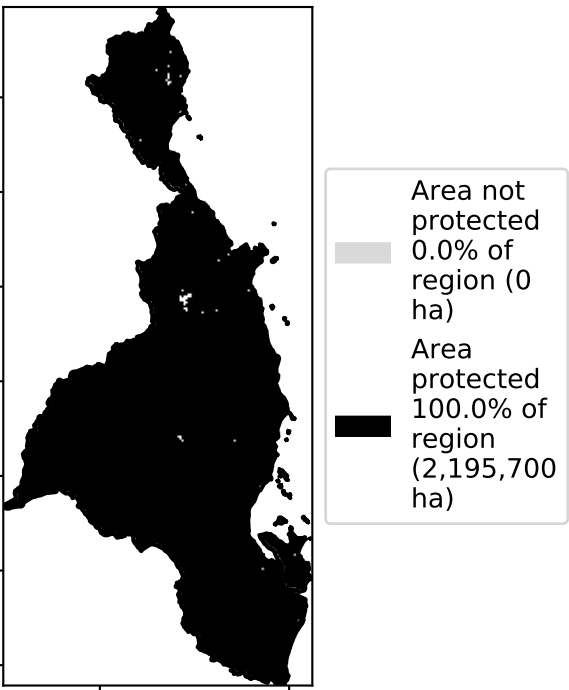 Area not
protected
0.0% of
region (0
ha)
Area
protected
100.0% of
region
(2,195,700
ha)